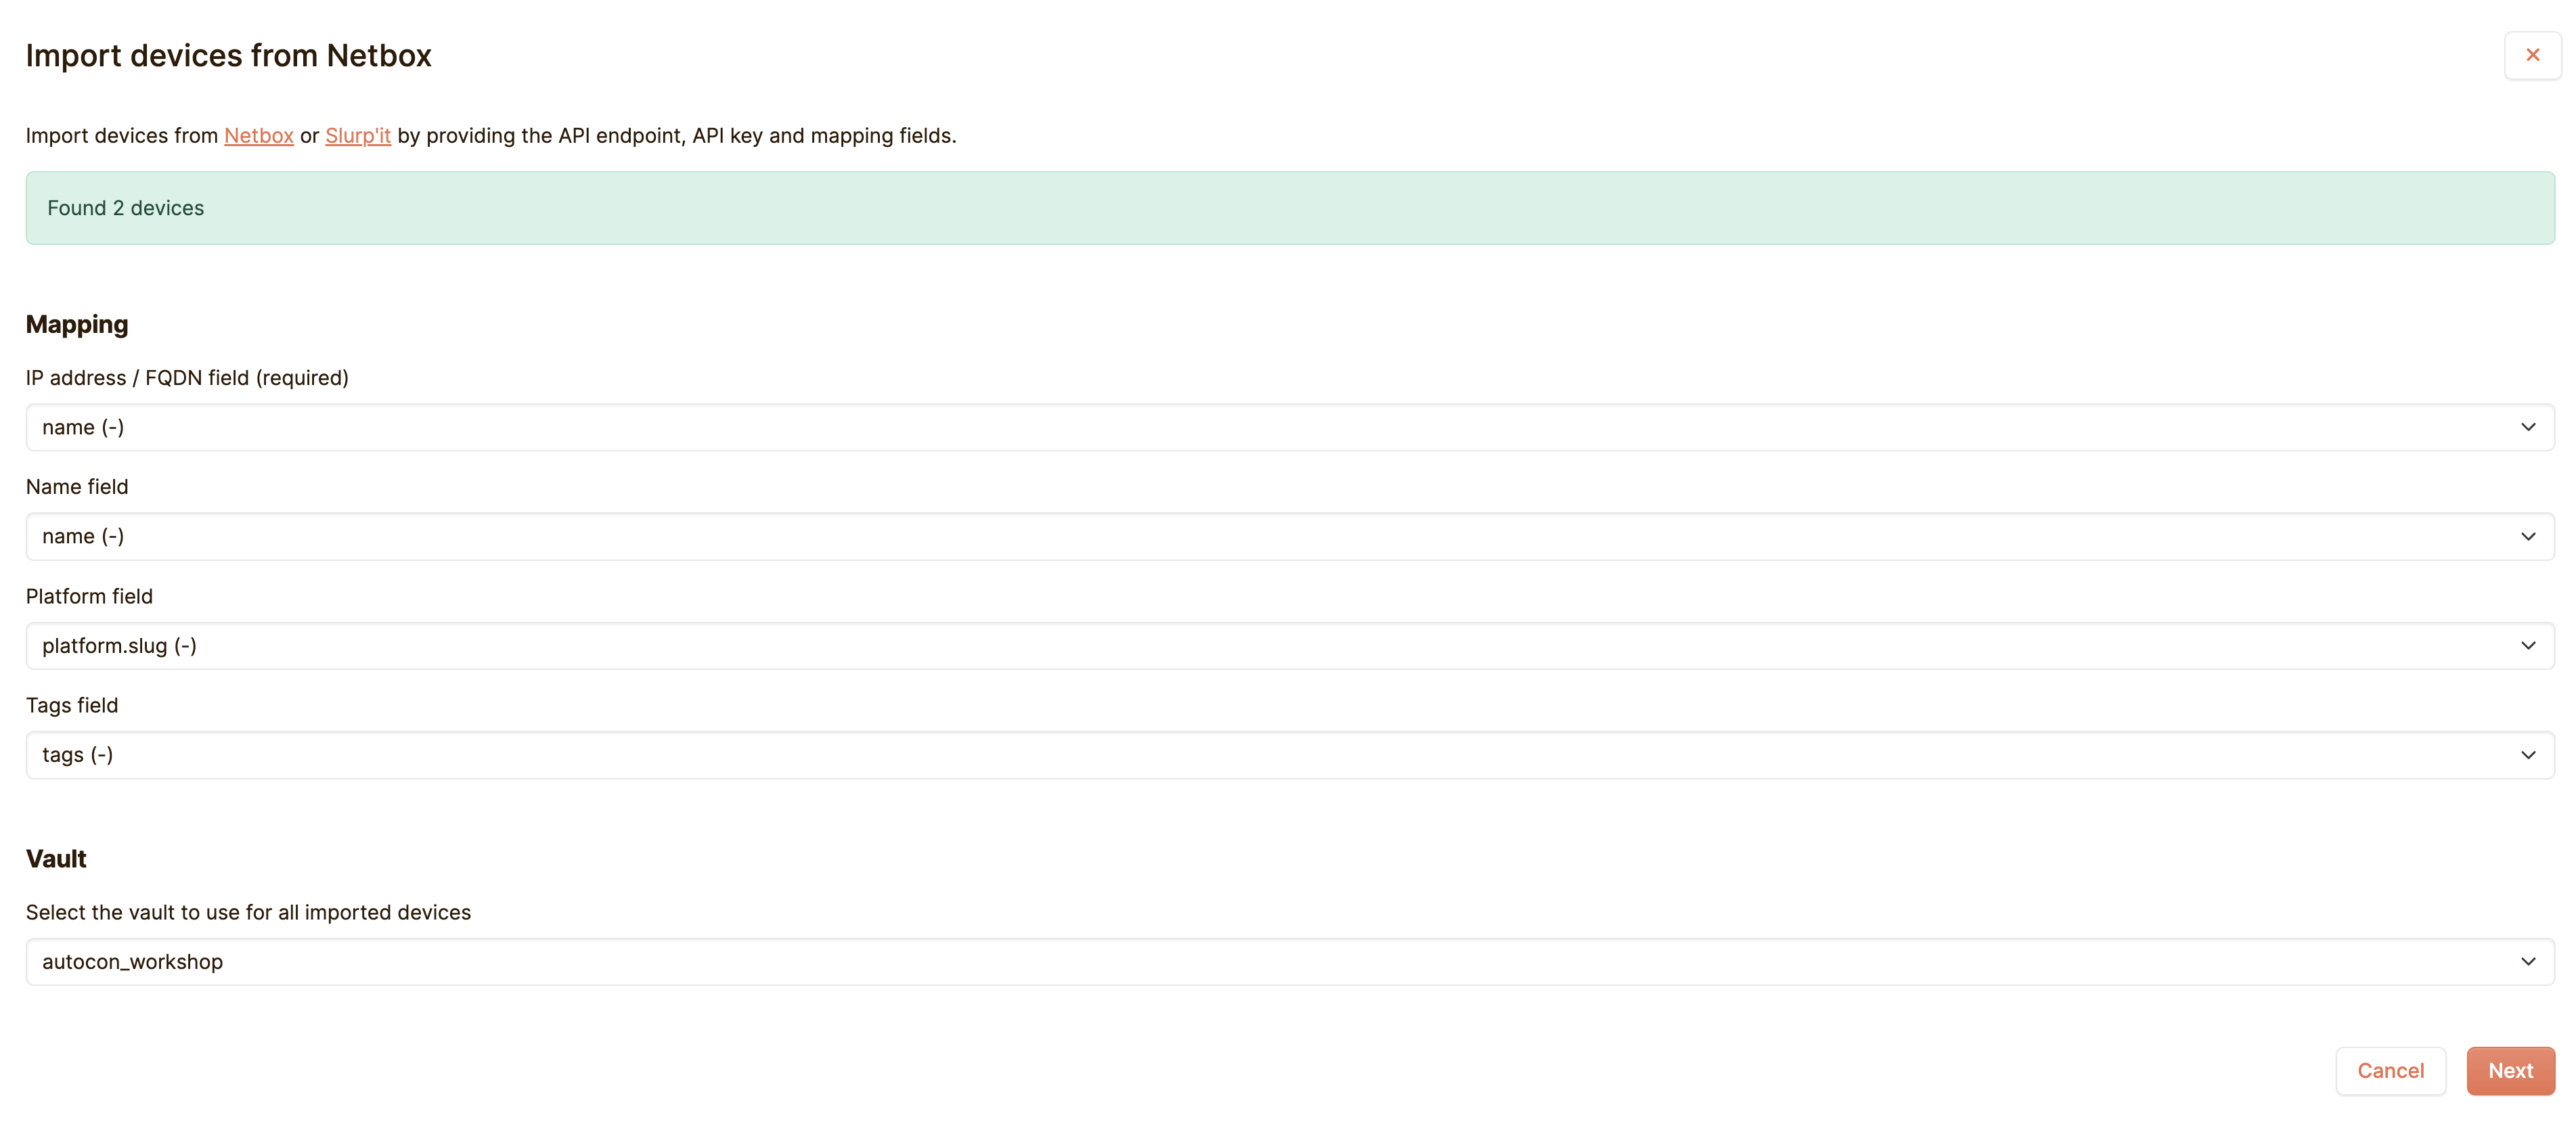 Import devices from Netbox
Import devices from Netbox or Slurp'it by providing the API endpoint, API key and mapping fields.
Found 2 devices
Mapping
IP address / FQDN field (required)
name (-)
Name field
name (-)
Platform field
platform.slug (-)
Tags field
tags (-)
Vault
Select the vault to use for all imported devices
autocon_workshop
Cancel Next